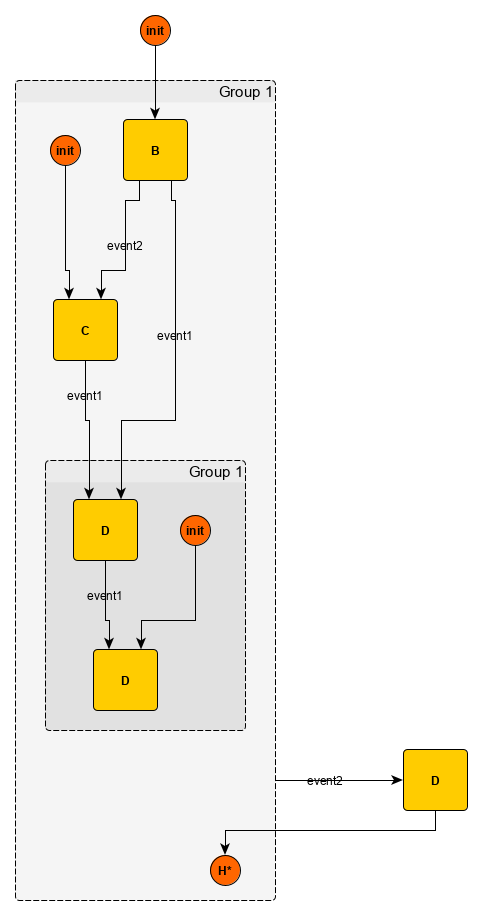 init
Group 1
init
B
event2
C
event1
event1
Group 1
D
init
event1
D
event2
D
H*